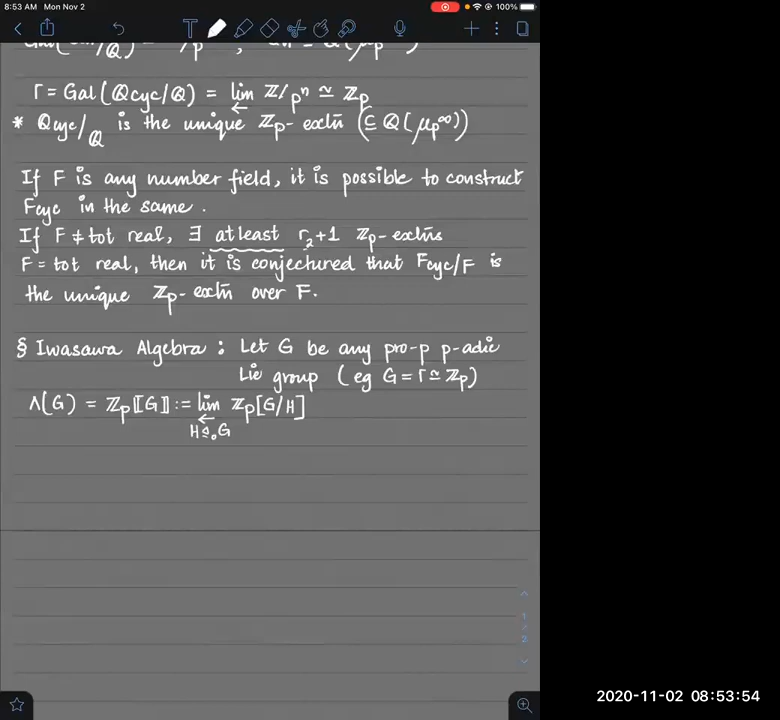 8:53 AM Mon Nov 2
100%
Γ = Gal(Qcyc/Q) = lim← Z/pⁿ ≃ Zp
* Qcyc/Q is the unique Zp-extn (⊆ Q(μp∞))
If F is any number field, it is possible to construct
Fcyc in the same.
If F ≠ tot real, ∃ at least r₂+1 Zp-extns
F = tot real, then it is conjectured that Fcyc/F is
the unique Zp-extn over F.
§ Iwasawa Algebra : Let G be any pro-p p-adic
Lie group (eg G = Γ ≃ Zp)
Λ(G) = Zp⟦G⟧ := lim← Zp[G/H]
H⊴₀G
1
2
2020-11-02 08:53:54